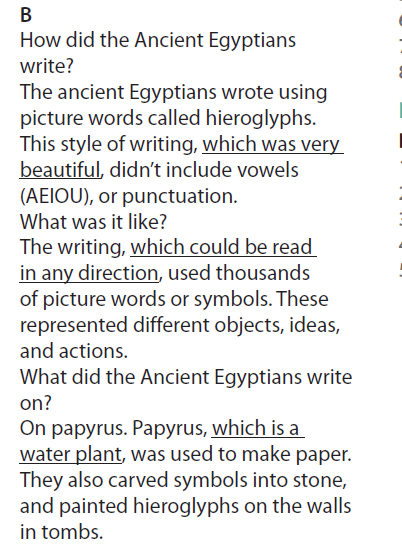 B
How did the Ancient Egyptians
write?
The ancient Egyptians wrote using
picture words called hieroglyphs.
This style of writing, which was very
beautiful, didn’t include vowels
(AEIOU), or punctuation.
What was it like?
The writing, which could be read
in any direction, used thousands
of picture words or symbols. These
represented different objects, ideas,
and actions.
What did the Ancient Egyptians write
on?
On papyrus. Papyrus, which is a
water plant, was used to make paper.
They also carved symbols into stone,
and painted hieroglyphs on the walls
in tombs.